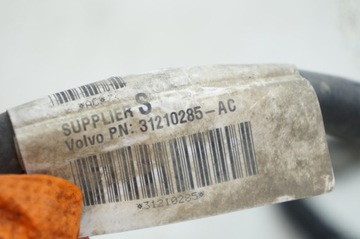 *AC*
SUPPLIER S
Volvo PN: 31210285-AC
*31210285*